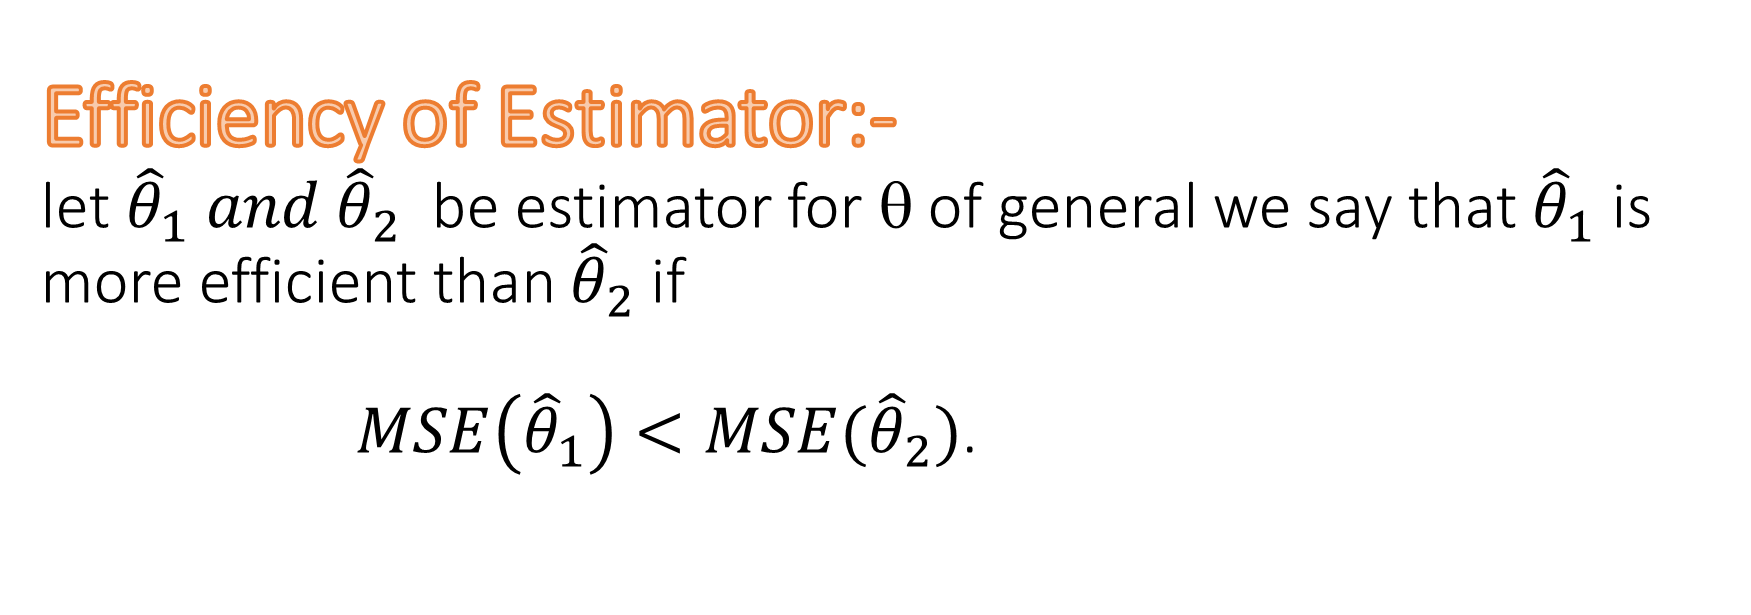 Efficiency of Estimator:-
let θ̂₁ and θ̂₂ be estimator for θ of general we say that θ̂₁ is
more efficient than θ̂₂ if
MSE(θ̂₁) < MSE(θ̂₂).